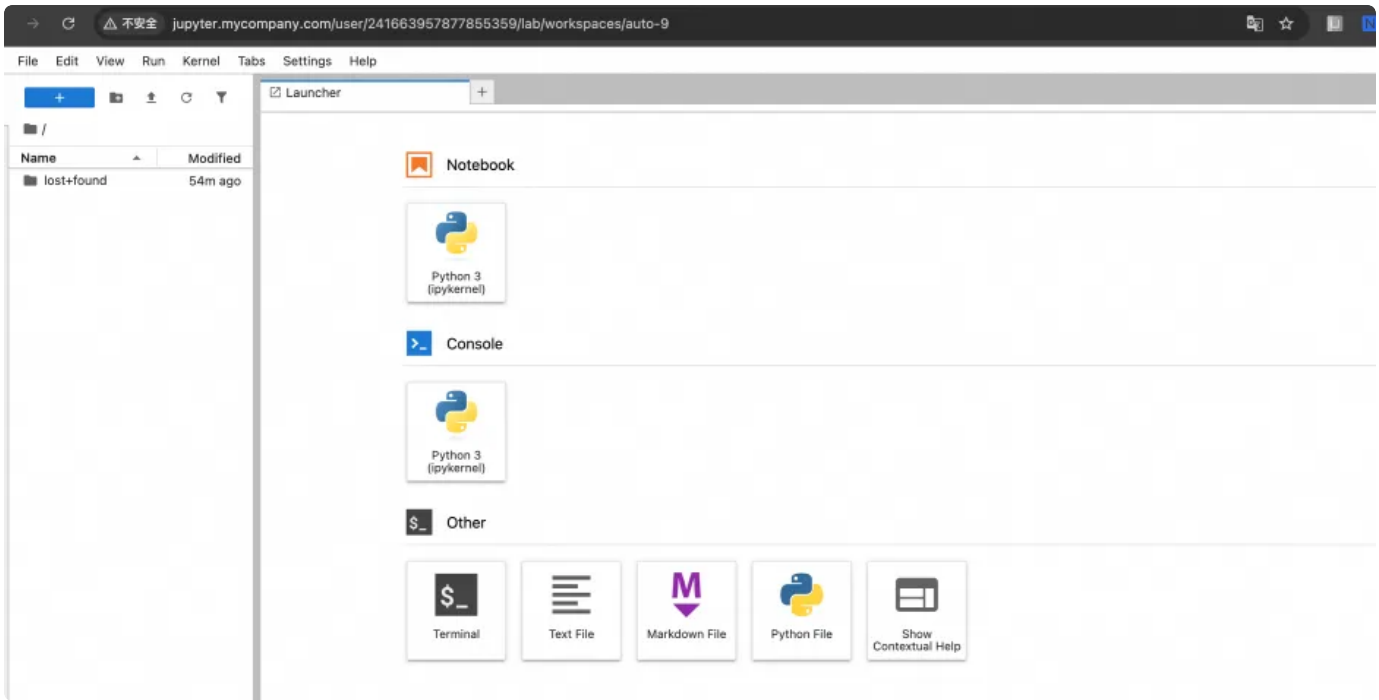 不安全 jupyter.mycompany.com/user/241663957877855359/lab/workspaces/auto-9
File Edit View Run Kernel Tabs Settings Help
+
Launcher +
/
Name Modified
lost+found 54m ago
Notebook
Python 3
(ipykernel)
>_ Console
Python 3
(ipykernel)
$_ Other
$_
Terminal
Text File
M
Markdown File
Python File
Show
Contextual Help